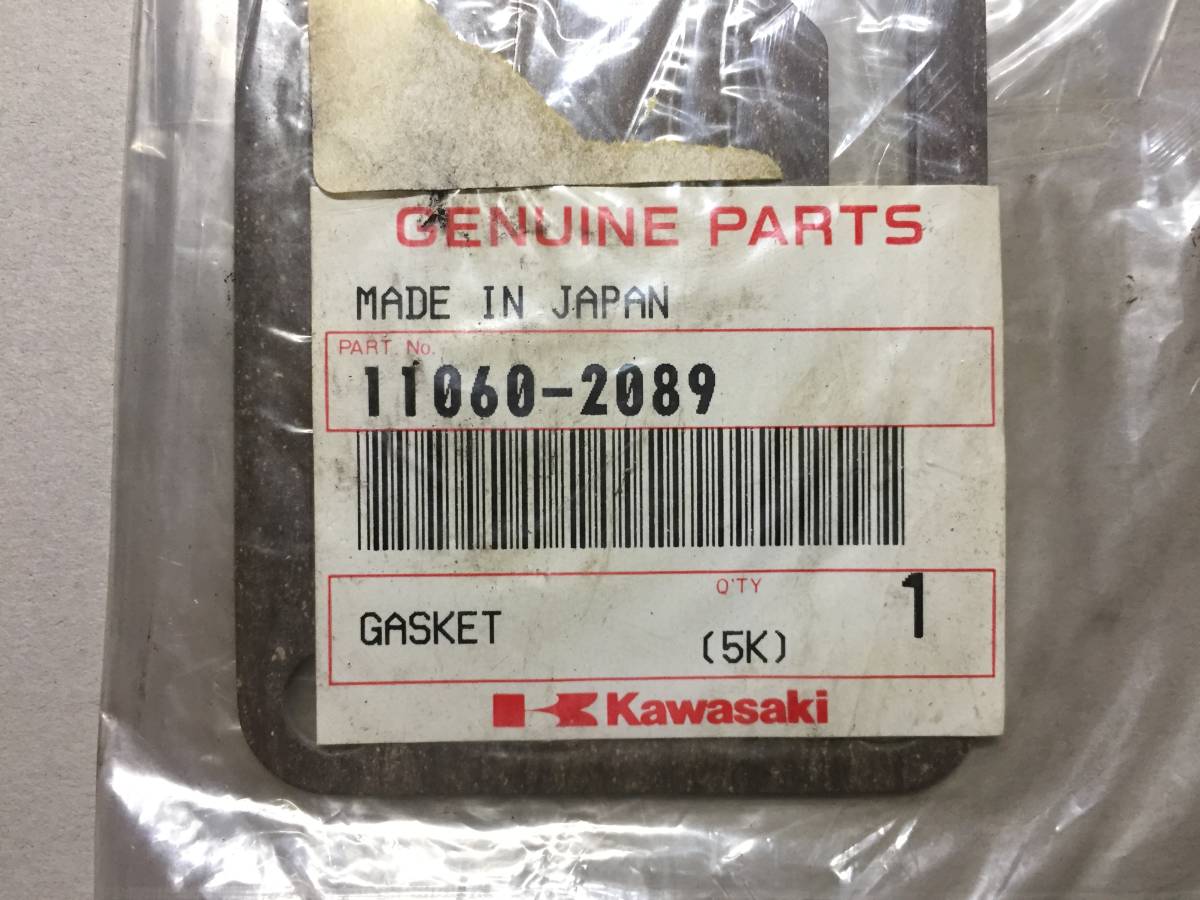 GENUINE PARTS
MADE IN JAPAN
PART No.
11060-2089
Q'TY
GASKET (5K) 1
Kawasaki